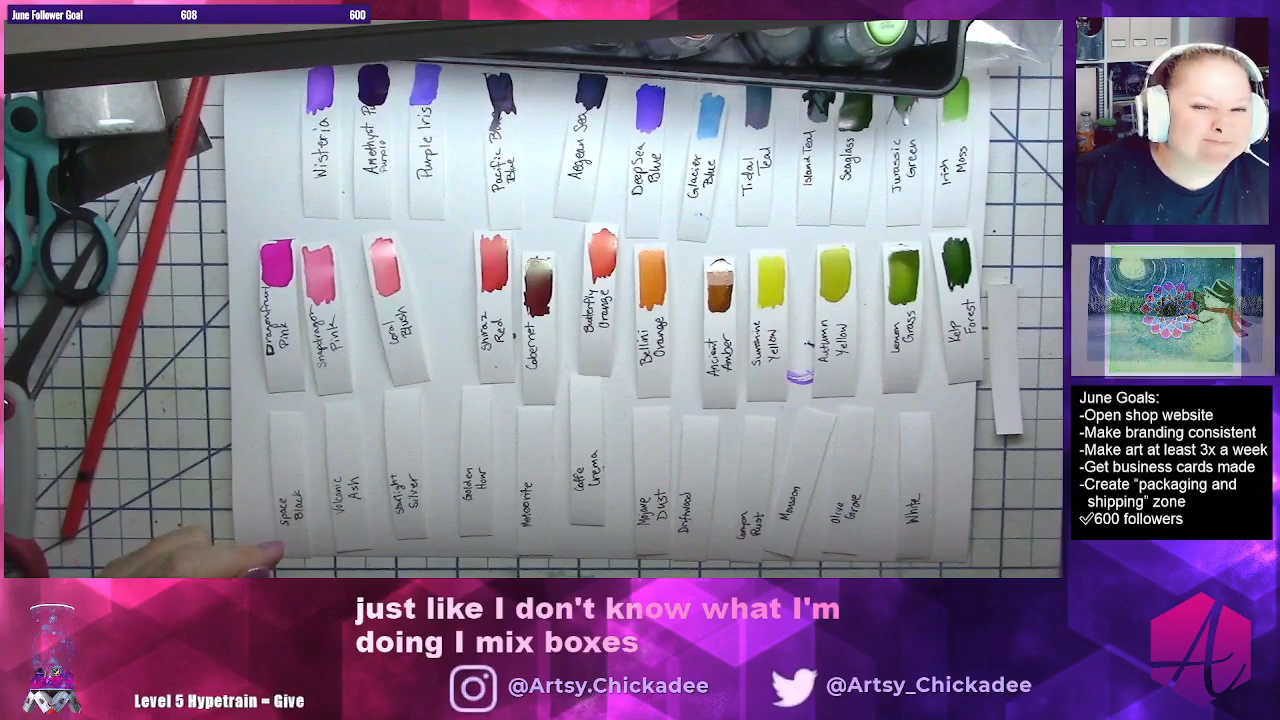 June Follower Goal 608 600
Wisteria
Amethyst
Purple
Purple Iris
Pacific
Blue
Aegean Sea
Deep Sea
Blue
Glacier
Blue
Tidal
Teal
Island Teal
Seaglass
Jurassic
Green
Irish
Moss
Dragonfruit
Pink
Snapdragon
Pink
Coral
Blush
Shiraz
Red
Cabernet
Butterfly
Orange
Bellini
Orange
Ancient
Amber
Sunshine
Yellow
Autumn
Yellow
Lemon
Grass
Kelp
Forest
Space
Black
Volcanic
Ash
Starlight
Silver
Golden
Hour
Meteorite
Caffe
Crema
Mojave
Dust
Driftwood
Canyon
Rust
Monsoon
Olive
Grove
White
June Goals:
-Open shop website
-Make branding consistent
-Make art at least 3x a week
-Get business cards made
-Create "packaging and
shipping" zone
✓600 followers
just like I don't know what I'm
doing I mix boxes
@Artsy.Chickadee
@Artsy_Chickadee
Level 5 Hypetrain = Give
A